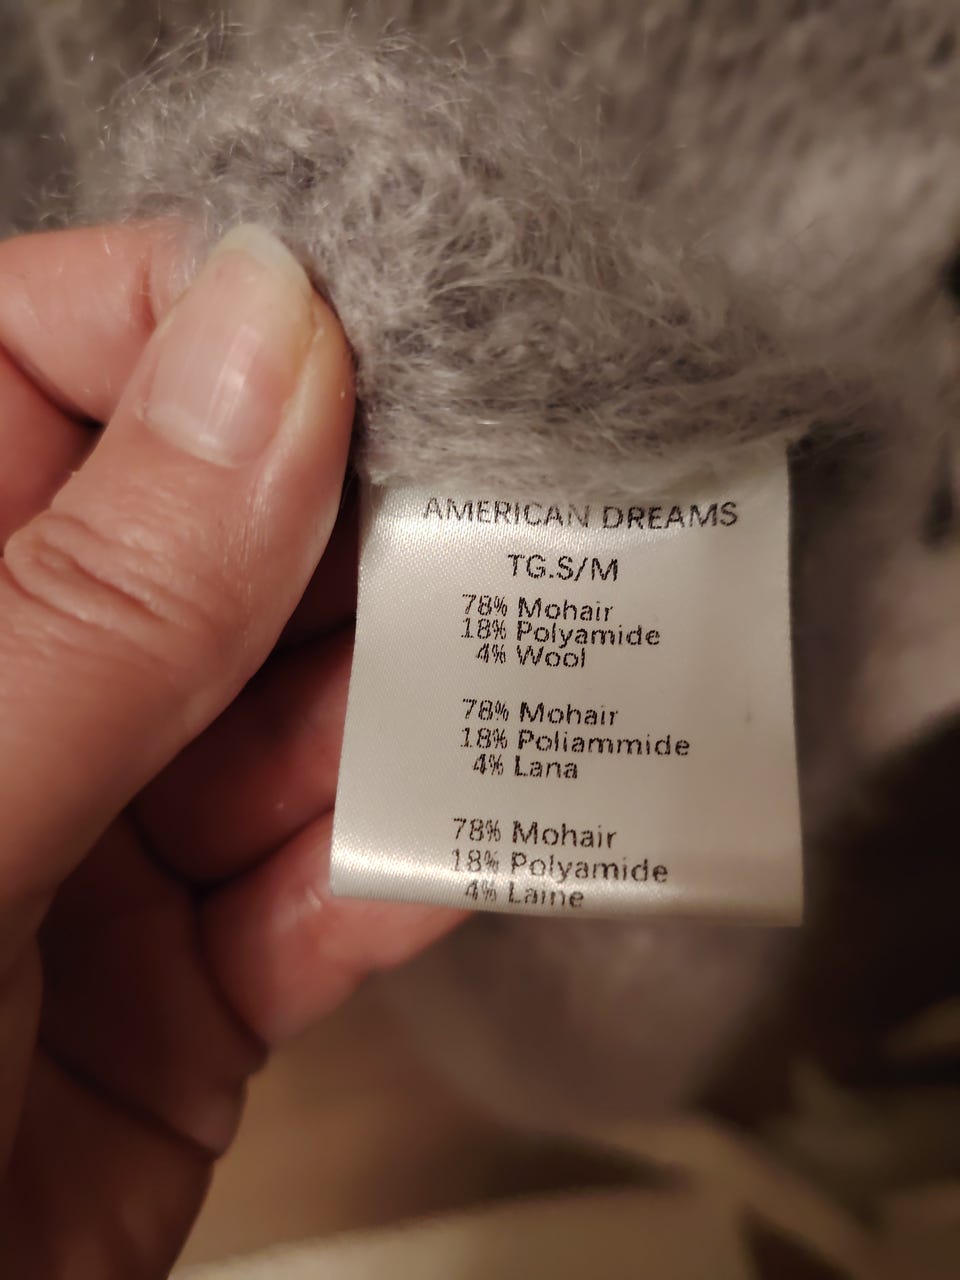 AMERICAN DREAMS
TG.S/M
78% Mohair
18% Polyamide
4% Wool
78% Mohair
18% Poliammide
4% Lana
78% Mohair
18% Polyamide
4% Laine